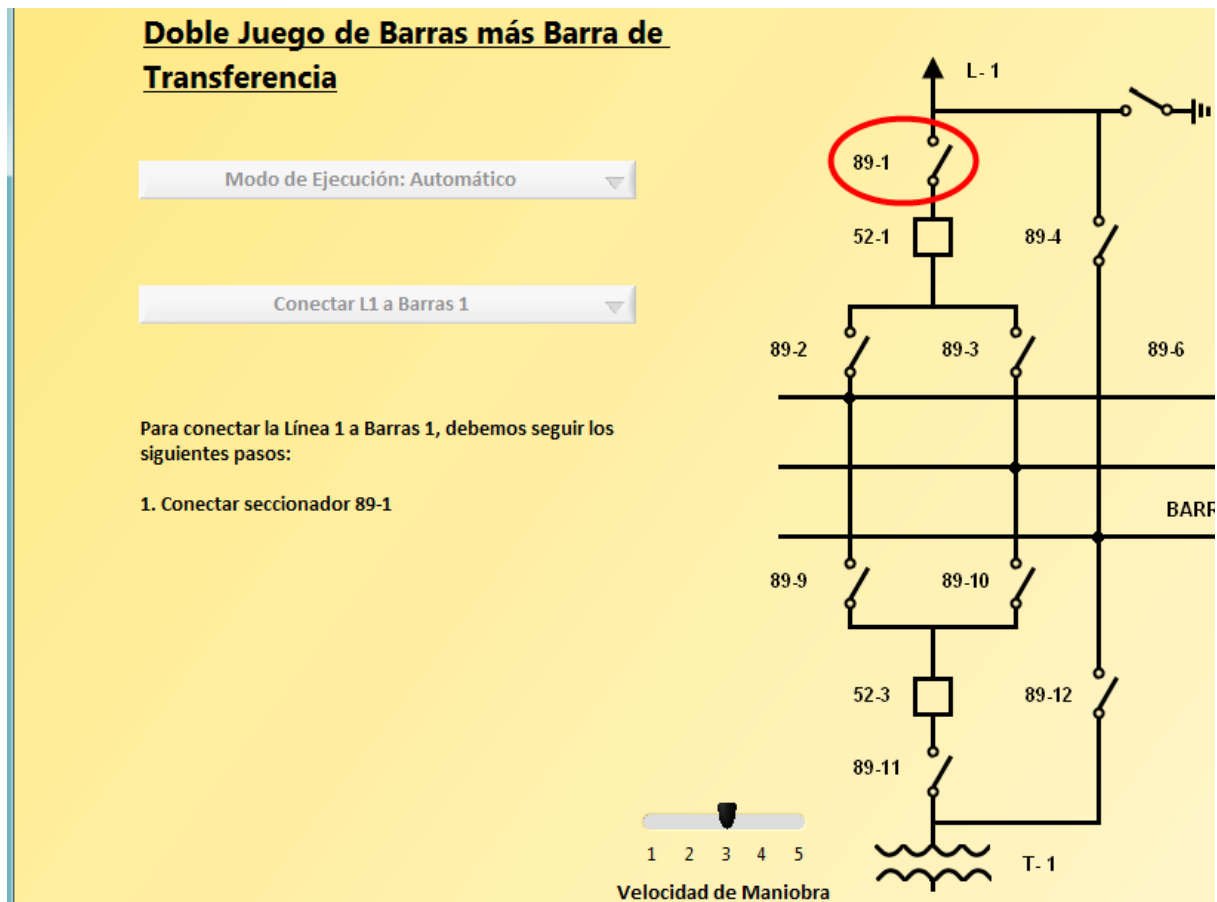 Doble Juego de Barras más Barra de
Transferencia
Modo de Ejecución: Automático
Conectar L1 a Barras 1
Para conectar la Línea 1 a Barras 1, debemos seguir los
siguientes pasos:
1. Conectar seccionador 89-1
L- 1
89-1
52-1
89-4
89-2
89-3
89-6
BARR
89-9
89-10
52-3
89-12
89-11
T- 1
1 2 3 4 5
Velocidad de Maniobra